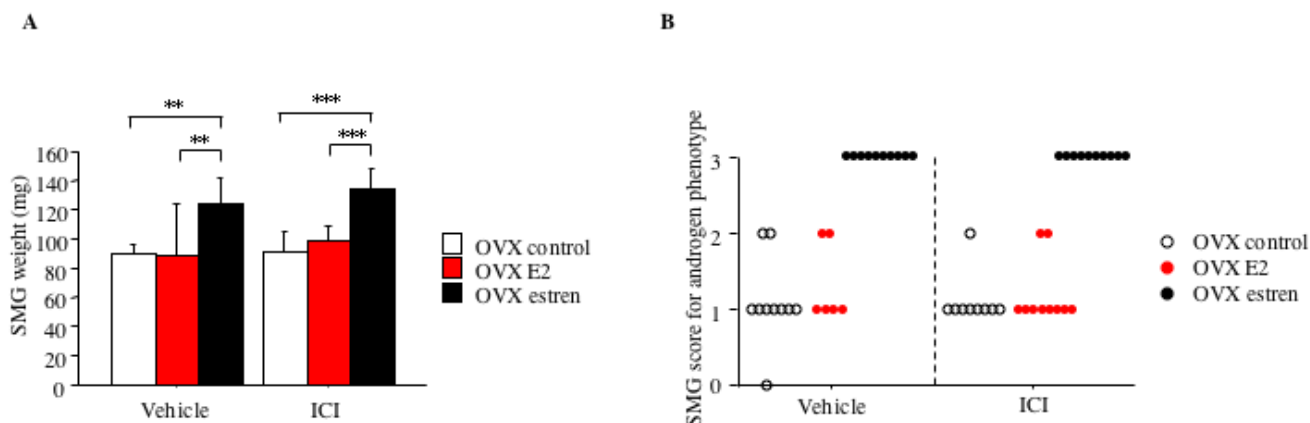 A
B
** ***
** ***
SMG weight (mg)
160
140
120
100
80
60
40
20
0
Vehicle ICI
OVX control
OVX E2
OVX estren
SMG score for androgen phenotype
3
2
1
0
Vehicle ICI
OVX control
OVX E2
OVX estren